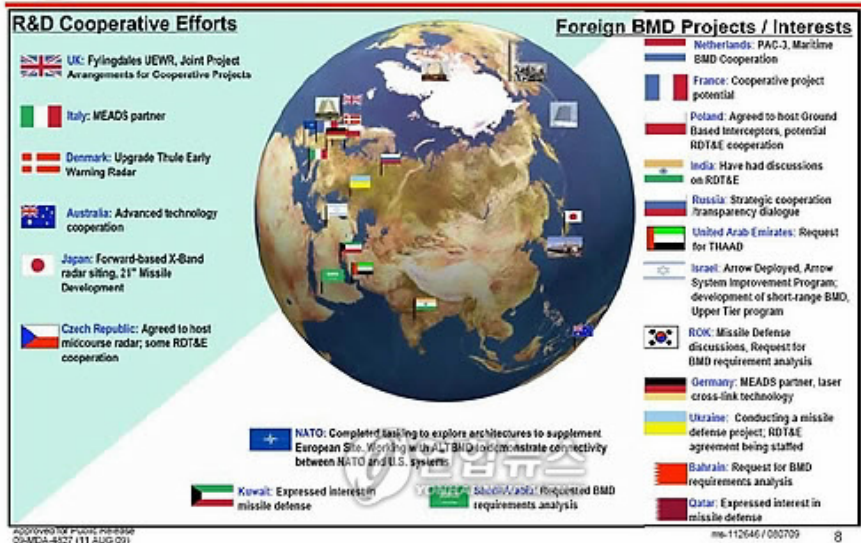 R&D Cooperative Efforts
UK: Fylingdales UEWR, Joint Project
Arrangements for Cooperative Projects
Italy: MEADS partner
Denmark: Upgrade Thule Early
Warning Radar
Australia: Advanced technology
cooperation
Japan: Forward-based X-Band
radar siting, 21" Missile
Development
Czech Republic: Agreed to host
midcourse radar; some RDT&E
cooperation
Foreign BMD Projects / Interests
Netherlands: PAC-3, Maritime
BMD Cooperation
France: Cooperative project
potential
Poland: Agreed to host Ground
Based Interceptors, potential
RDT&E cooperation
India: Have had discussions
on RDT&E
Russia: Strategic cooperation
/transparency dialogue
United Arab Emirates: Request
for THAAD
Israel: Arrow Deployed, Arrow
System Improvement Program;
development of short-range BMD,
Upper Tier program
ROK: Missile Defense
discussions, Request for
BMD requirement analysis
Germany: MEADS partner, laser
cross-link technology
Ukraine: Conducting a missile
defense project; RDT&E
agreement being staffed
Bahrain: Request for BMD
requirements analysis
Qatar: Expressed interest in
missile defense
NATO: Completed tasking to explore architectures to supplement
European Site. Working with ALTBMD to demonstrate connectivity
between NATO and U.S. systems
Kuwait: Expressed interest in
missile defense
Saudi Arabia: Requested BMD
requirements analysis
연합뉴스
Approved for Public Release
09-MDA-4827 (11 AUG 09)
ms-112646 / 080709
8